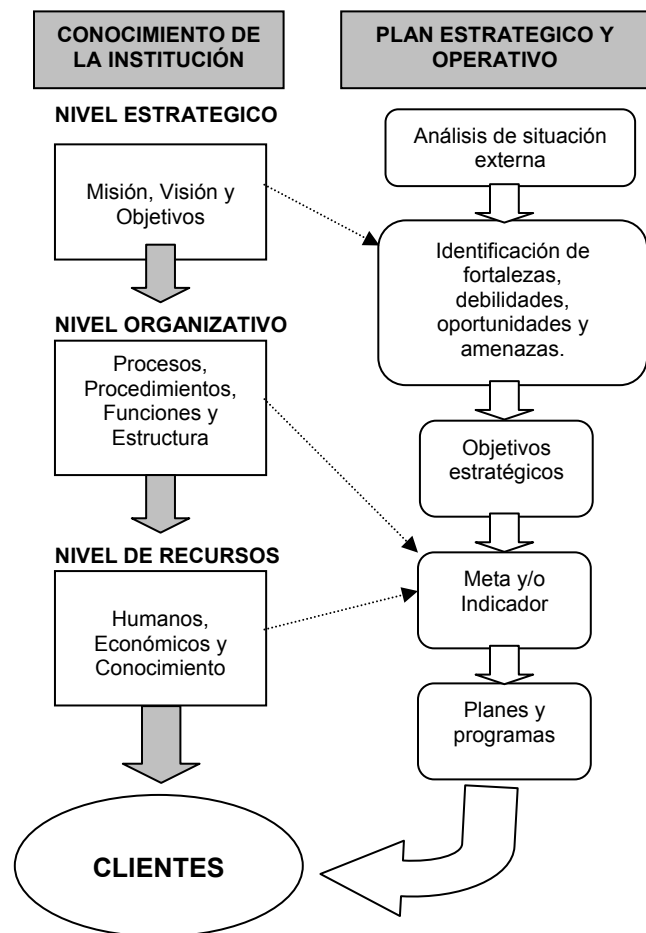 CONOCIMIENTO DE
LA INSTITUCIÓN
NIVEL ESTRATEGICO
Misión, Visión y
Objetivos
NIVEL ORGANIZATIVO
Procesos,
Procedimientos,
Funciones y
Estructura
NIVEL DE RECURSOS
Humanos,
Económicos y
Conocimiento
CLIENTES
PLAN ESTRATEGICO Y
OPERATIVO
Análisis de situación
externa
Identificación de
fortalezas,
debilidades,
oportunidades y
amenazas.
Objetivos
estratégicos
Meta y/o
Indicador
Planes y
programas